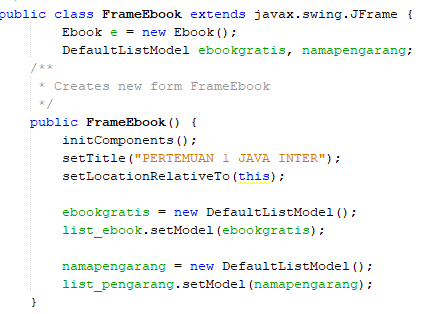 public class FrameEbook extends javax.swing.JFrame {
Ebook e = new Ebook();
DefaultListModel ebookgratis, namapengarang;
/**
* Creates new form FrameEbook
*/
public FrameEbook() {
initComponents();
setTitle("PERTEMUAN 1 JAVA INTER");
setLocationRelativeTo(this);
ebookgratis = new DefaultListModel();
list_ebook.setModel(ebookgratis);
namapengarang = new DefaultListModel();
list_pengarang.setModel(namapengarang);
}